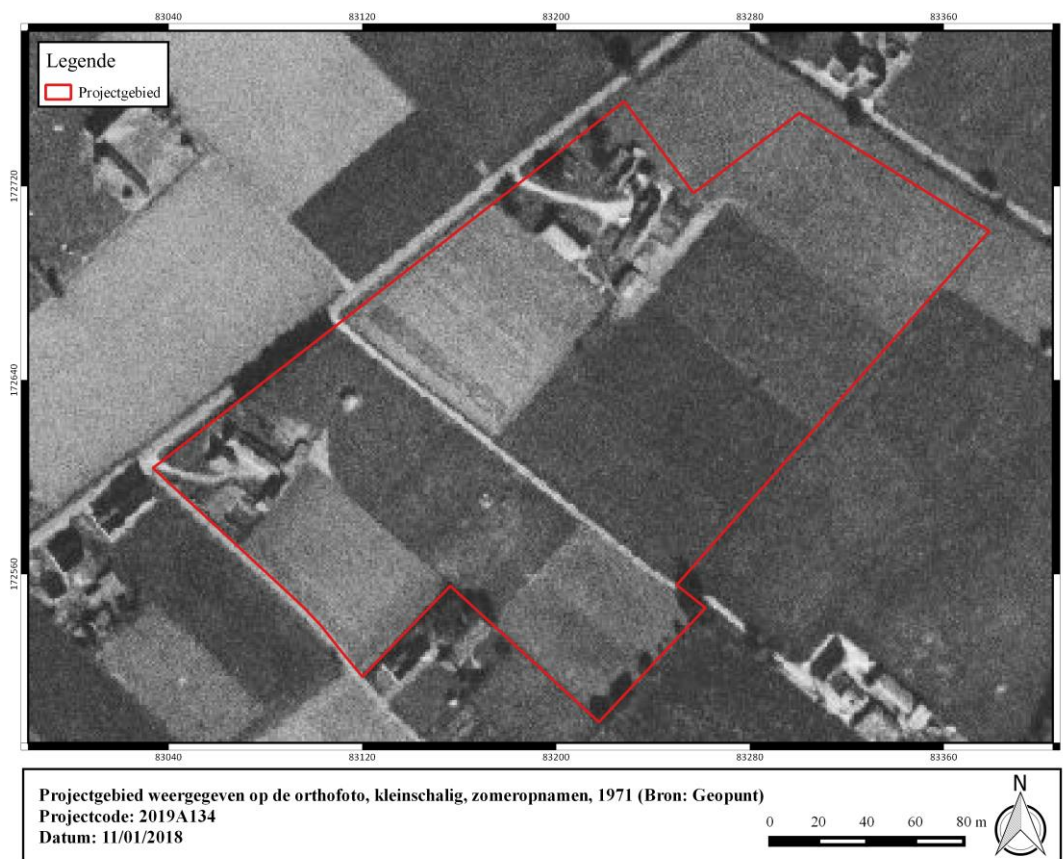 83040 83120 83200 83280 83360
Legende
Projectgebied
172720
172640
172560
83040 83120 83200 83280 83360
Projectgebied weergegeven op de orthofoto, kleinschalig, zomeropnamen, 1971 (Bron: Geopunt)
Projectcode: 2019A134
Datum: 11/01/2018
0 20 40 60 80 m
N